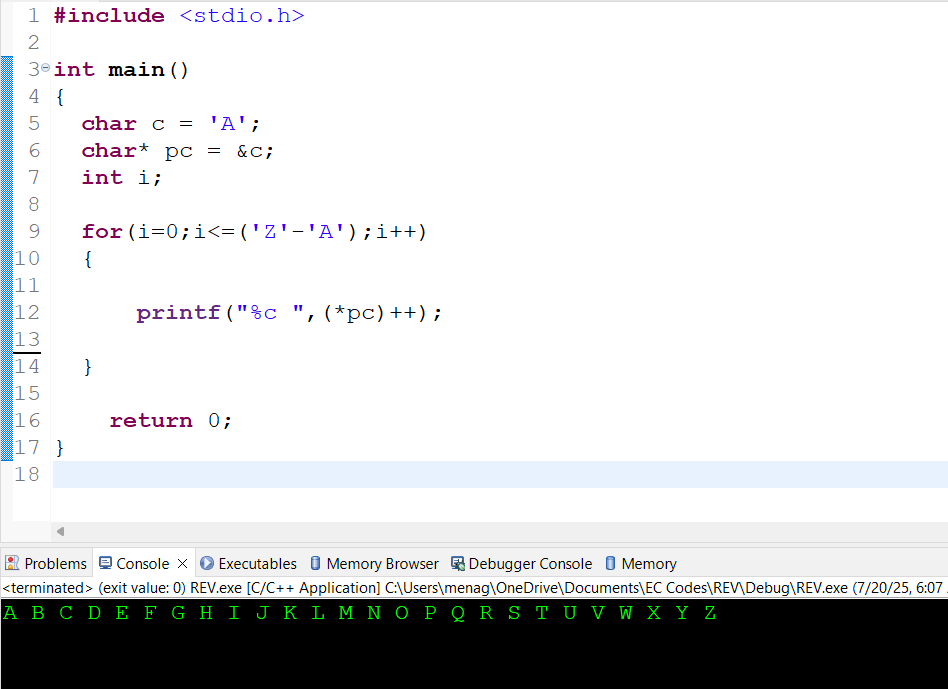 1 #include <stdio.h>
2
3 int main()
4 {
5   char c = 'A';
6   char* pc = &c;
7   int i;
8
9   for(i=0;i<=('Z'-'A');i++)
10   {
11
12       printf("%c ",(*pc)++);
13
14   }
15
16     return 0;
17 }
18
Problems Console × Executables Memory Browser Debugger Console Memory
<terminated> (exit value: 0) REV.exe [C/C++ Application] C:\Users\menag\OneDrive\Documents\EC Codes\REV\Debug\REV.exe (7/20/25, 6:07
A B C D E F G H I J K L M N O P Q R S T U V W X Y Z